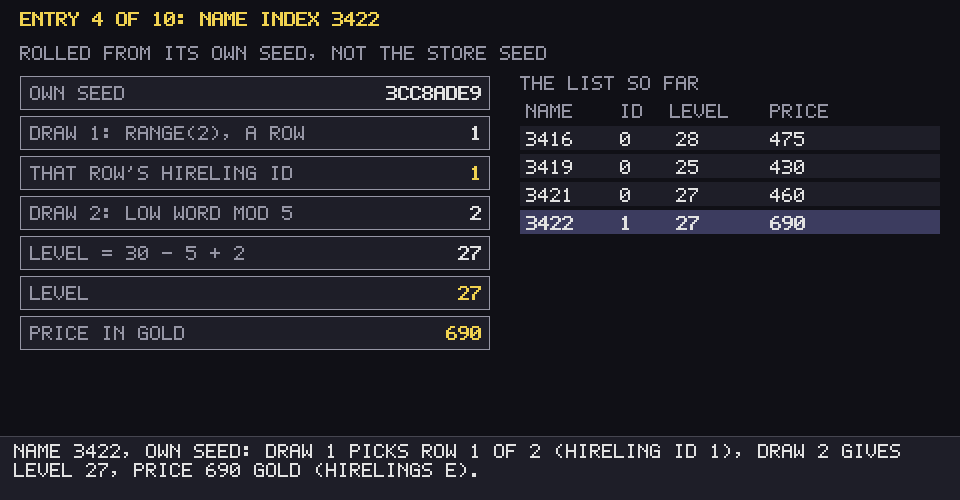 ENTRY 4 OF 10: NAME INDEX 3422
ROLLED FROM ITS OWN SEED, NOT THE STORE SEED
OWN SEED 3CC8ADE9
DRAW 1: RANGE(2), A ROW 1
THAT ROW'S HIRELING ID 1
DRAW 2: LOW WORD MOD 5 2
LEVEL = 30 - 5 + 2 27
LEVEL 27
PRICE IN GOLD 690
THE LIST SO FAR
NAME ID LEVEL PRICE
3416 0 28 475
3419 0 25 430
3421 0 27 460
3422 1 27 690
NAME 3422, OWN SEED: DRAW 1 PICKS ROW 1 OF 2 (HIRELING ID 1), DRAW 2 GIVES
LEVEL 27, PRICE 690 GOLD (HIRELINGS E).